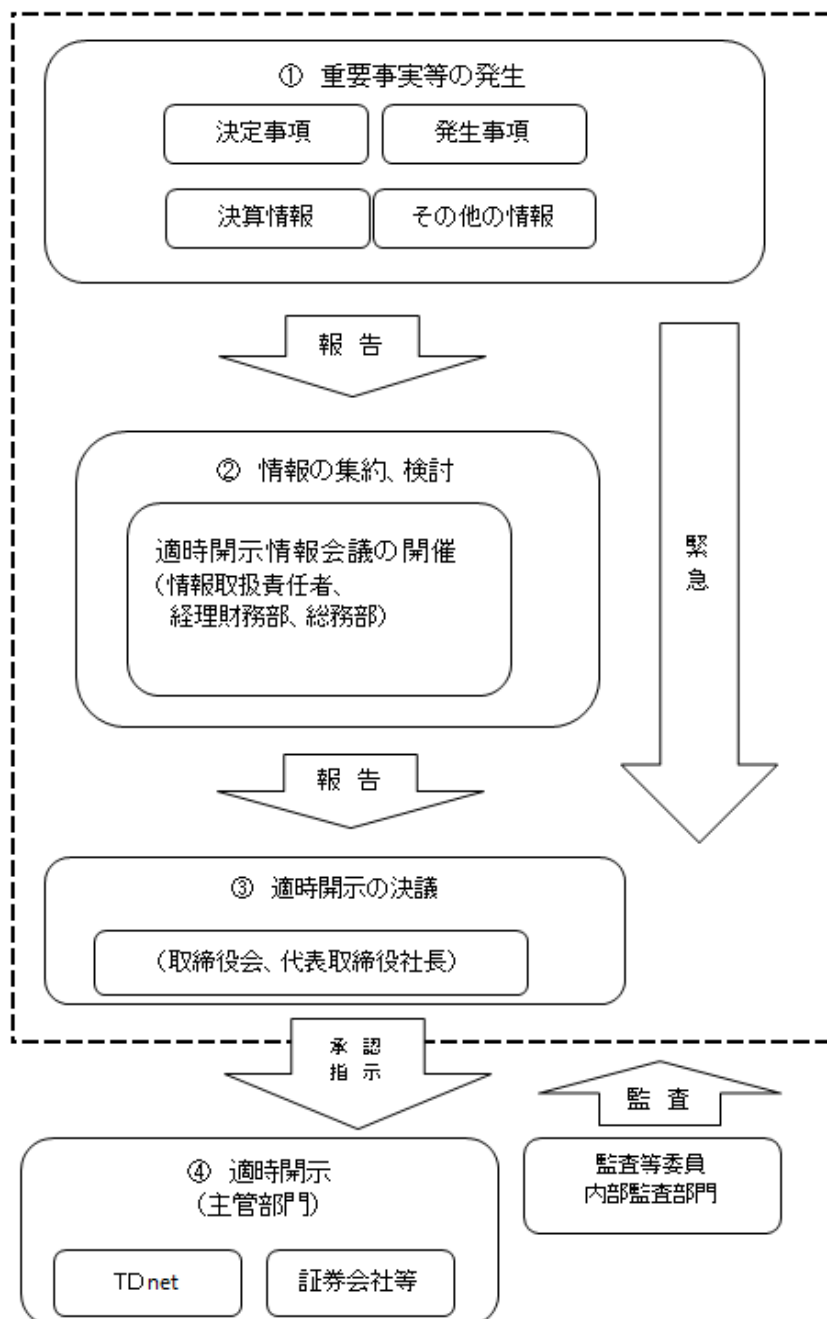 ① 重要事実等の発生
決定事項
発生事項
決算情報
その他の情報
報 告
② 情報の集約、検討
適時開示情報会議の開催
（情報取扱責任者、
経理財務部、総務部）
緊
急
報 告
③ 適時開示の決議
（取締役会、代表取締役社長）
承 認
指 示
監 査
④ 適時開示
（主管部門）
監査等委員
内部監査部門
TDnet
証券会社等